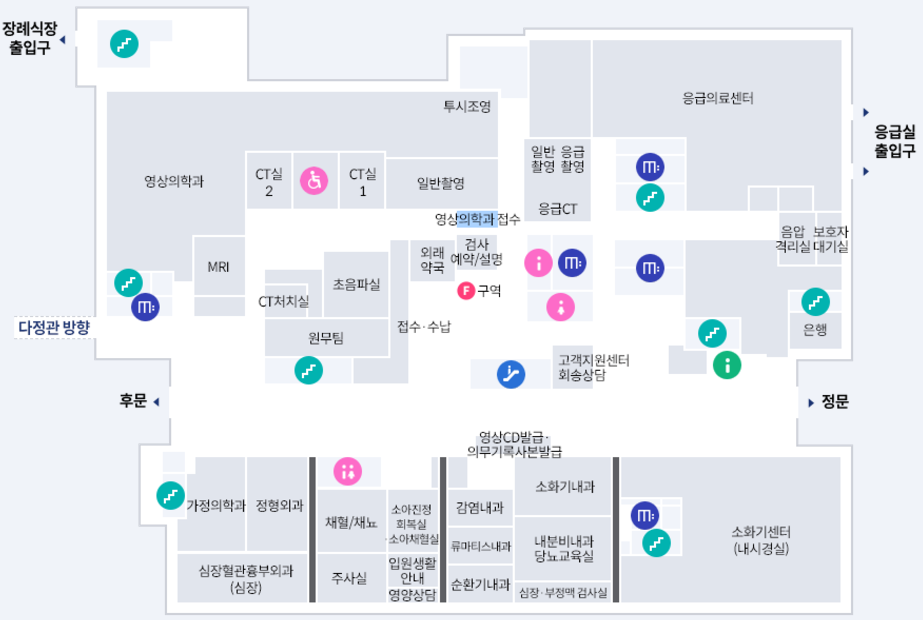 장례식장
출입구
투시조영
응급의료센터
응급실
출입구
영상의학과
CT실
2
CT실
1
일반촬영
일반 응급
촬영 촬영
응급CT
영상의학과 접수
음압
격리실
보호자
대기실
MRI
외래
약국
검사
예약/설명
F 구역
초음파실
CT처치실
다정관 방향
원무팀
접수·수납
은행
고객지원센터
회송상담
후문
정문
영상CD발급·
의무기록사본발급
가정의학과
정형외과
심장혈관흉부외과
(심장)
채혈/채뇨
주사실
소아진정
회복실
·소아채혈실
입원생활
안내
영양상담
감염내과
류마티스내과
순환기내과
소화기내과
내분비내과
당뇨교육실
심장·부정맥 검사실
소화기센터
(내시경실)